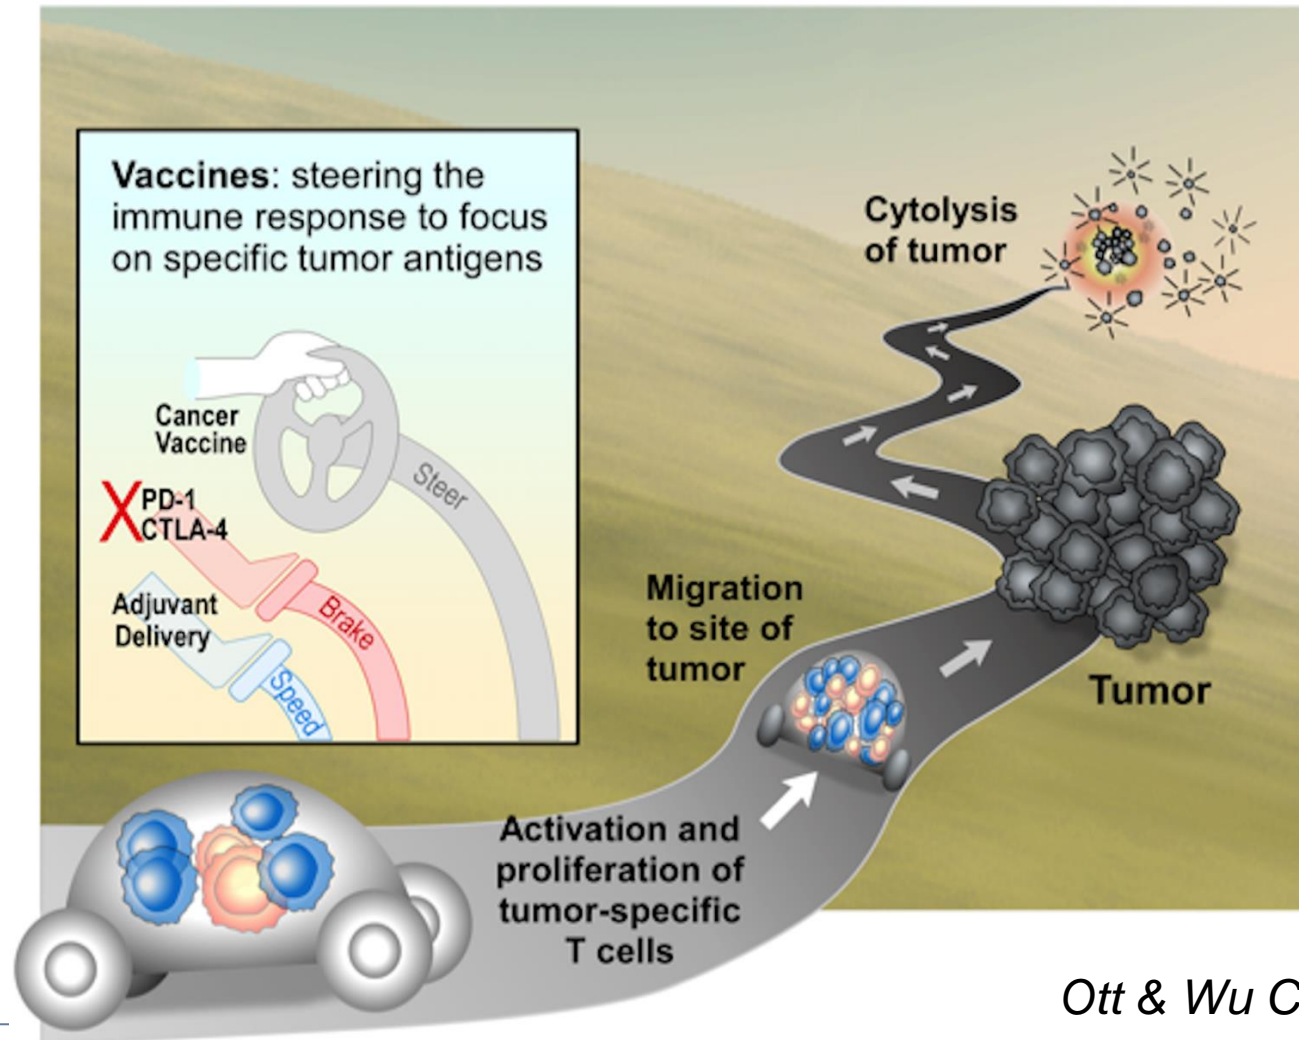 Vaccines: steering the
immune response to focus
on specific tumor antigens
Cancer
Vaccine
Steer
X PD-1
CTLA-4
Brake
Adjuvant
Delivery
Speed
Cytolysis
of tumor
Migration
to site of
tumor
Tumor
Activation and
proliferation of
tumor-specific
T cells
Ott & Wu C